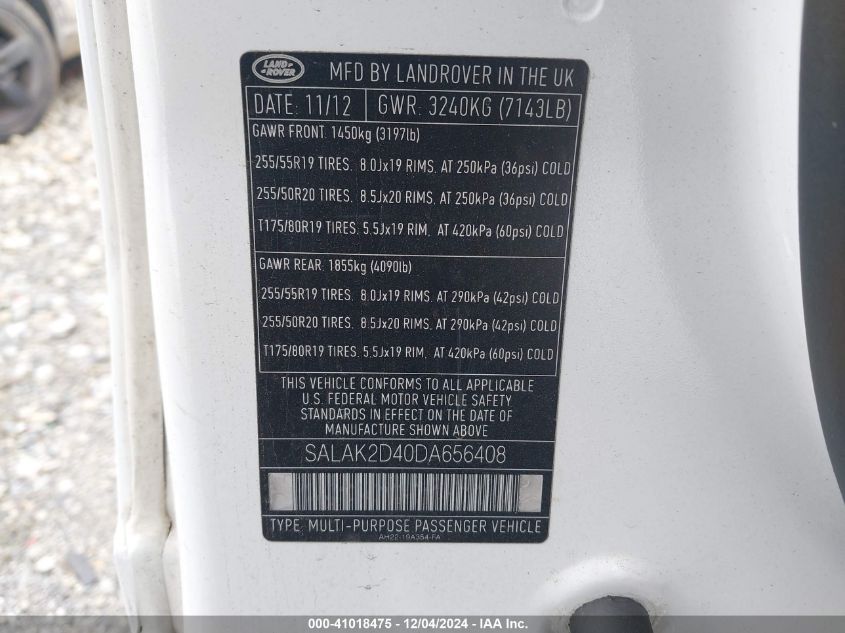 LAND
ROVER
MFD BY LANDROVER IN THE UK
DATE: 11/12 GWR: 3240KG (7143LB)
GAWR FRONT: 1450kg (3197lb)
255/55R19 TIRES. 8.0Jx19 RIMS. AT 250kPa (36psi) COLD
255/50R20 TIRES. 8.5Jx20 RIMS. AT 250kPa (36psi) COLD
T175/80R19 TIRES. 5.5Jx19 RIM, AT 420kPa (60psi) COLD
GAWR REAR: 1855kg (4090lb)
255/55R19 TIRES. 8.0Jx19 RIMS. AT 290kPa (42psi) COLD
255/50R20 TIRES. 8.5Jx20 RIMS. AT 290kPa (42psi) COLD
T175/80R19 TIRES. 5.5Jx19 RIM, AT 420kPa (60psi) COLD
THIS VEHICLE CONFORMS TO ALL APPLICABLE
U.S. FEDERAL MOTOR VEHICLE SAFETY
STANDARDS IN EFFECT ON THE DATE OF
MANUFACTURE SHOWN ABOVE
SALAK2D40DA656408
TYPE: MULTI-PURPOSE PASSENGER VEHICLE
AH22-19A354-FA
000-41018475 - 12/04/2024 - IAA Inc.